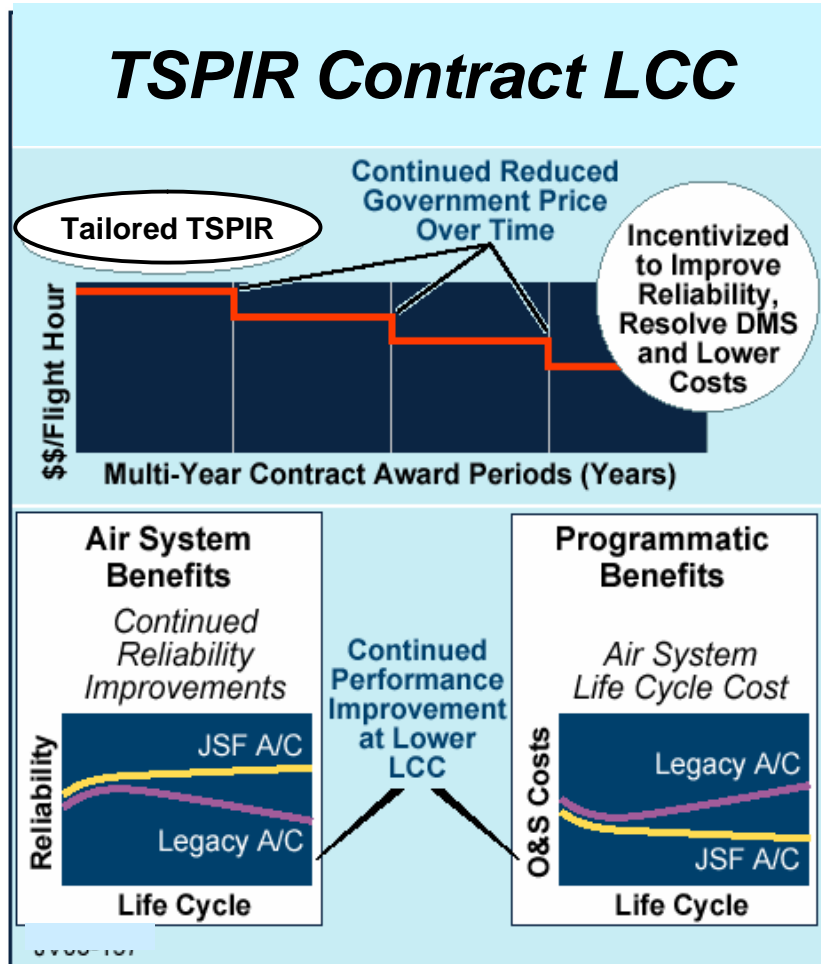 TSPIR Contract LCC
Continued Reduced
Government Price
Over Time
Tailored TSPIR
Incentivized
to Improve
Reliability,
Resolve DMS
and Lower
Costs
$$/Flight Hour
Multi-Year Contract Award Periods (Years)
Air System
Benefits
Continued
Reliability
Improvements
Reliability
JSF A/C
Legacy A/C
Life Cycle
Continued
Performance
Improvement
at Lower
LCC
Programmatic
Benefits
Air System
Life Cycle Cost
O&S Costs
Legacy A/C
JSF A/C
Life Cycle